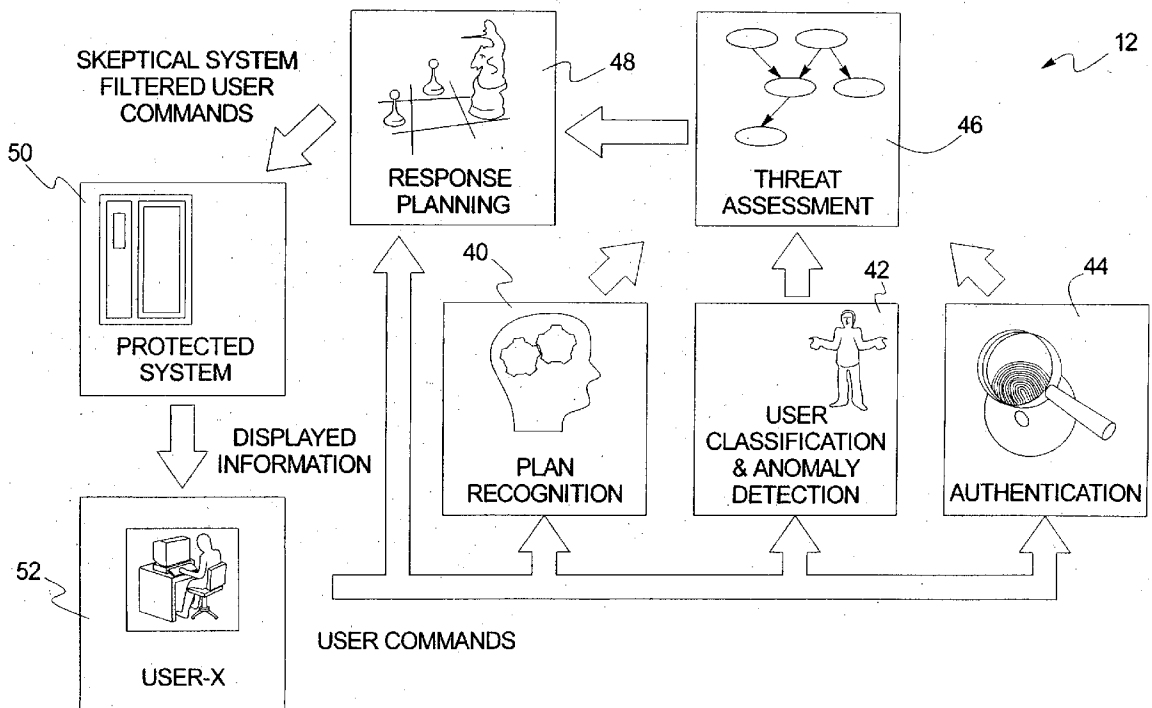 SKEPTICAL SYSTEM
FILTERED USER
COMMANDS
48
12
46
RESPONSE
PLANNING
THREAT
ASSESSMENT
50
PROTECTED
SYSTEM
40
42
44
DISPLAYED
INFORMATION
PLAN
RECOGNITION
USER
CLASSIFICATION
& ANOMALY
DETECTION
AUTHENTICATION
52
USER-X
USER COMMANDS